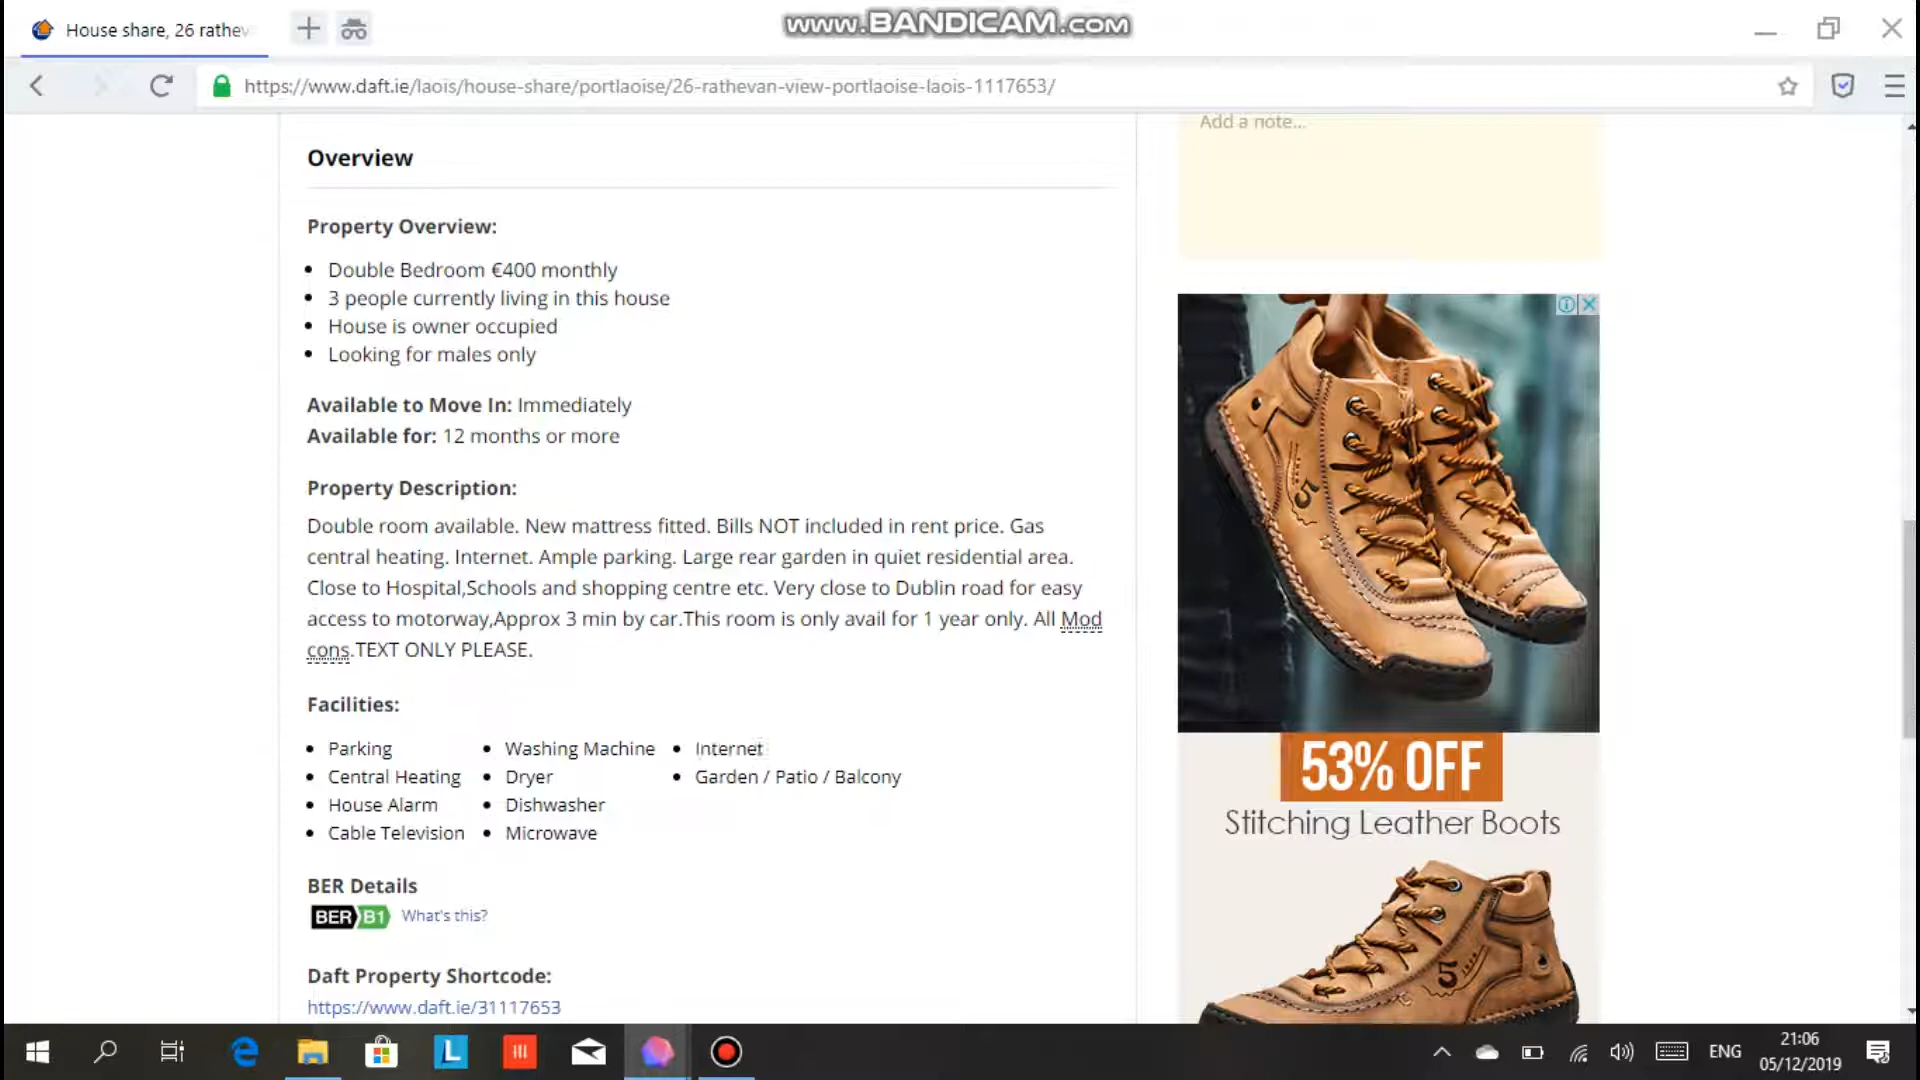 www.BANDICAM.com
House share, 26 rathev
https://www.daft.ie/laois/house-share/portlaoise/26-rathevan-view-portlaoise-laois-1117653/
Add a note...
Overview
Property Overview:
Double Bedroom €400 monthly
3 people currently living in this house
House is owner occupied
Looking for males only
Available to Move In: Immediately
Available for: 12 months or more
Property Description:
Double room available. New mattress fitted. Bills NOT included in rent price. Gas
central heating. Internet. Ample parking. Large rear garden in quiet residential area.
Close to Hospital,Schools and shopping centre etc. Very close to Dublin road for easy
access to motorway,Approx 3 min by car.This room is only avail for 1 year only. All Mod
cons.TEXT ONLY PLEASE.
Facilities:
Parking
Central Heating
House Alarm
Cable Television
Washing Machine
Dryer
Dishwasher
Microwave
Internet
Garden / Patio / Balcony
BER Details
BER B1 What's this?
Daft Property Shortcode:
https://www.daft.ie/31117653
5
53% OFF
Stitching Leather Boots
5
L
ENG
21:06
05/12/2019